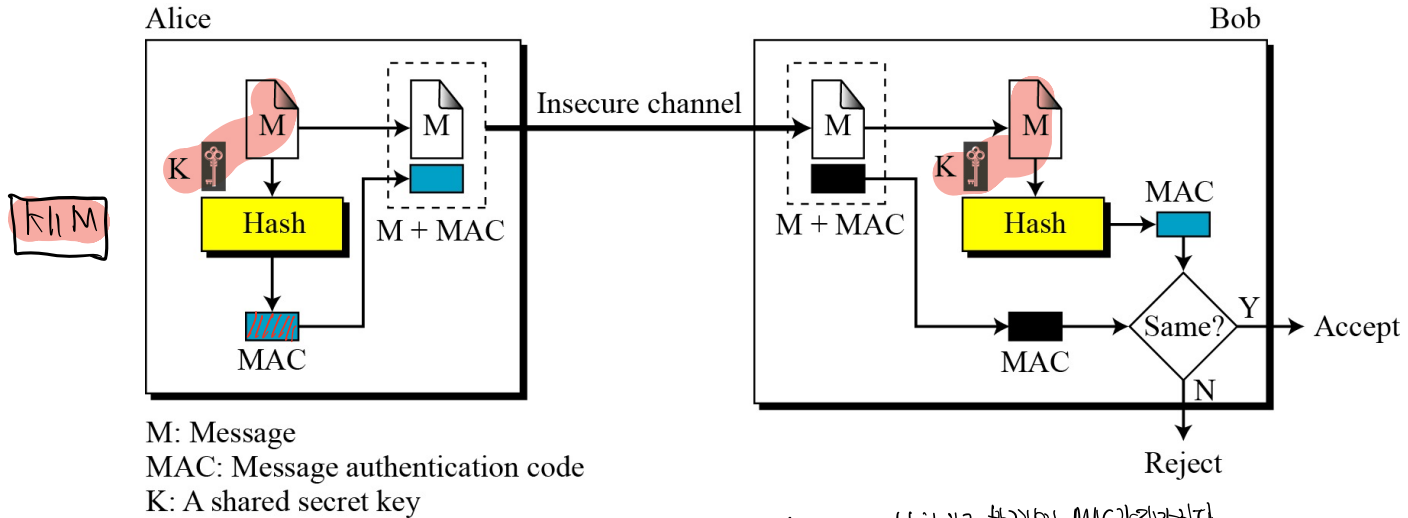 Alice
Bob
Insecure channel
M
M
M
M
K
K
K||M
Hash
M + MAC
M + MAC
Hash
MAC
MAC
MAC
Same?
Y
Accept
N
Reject
M: Message
MAC: Message authentication code
K: A shared secret key
MAC